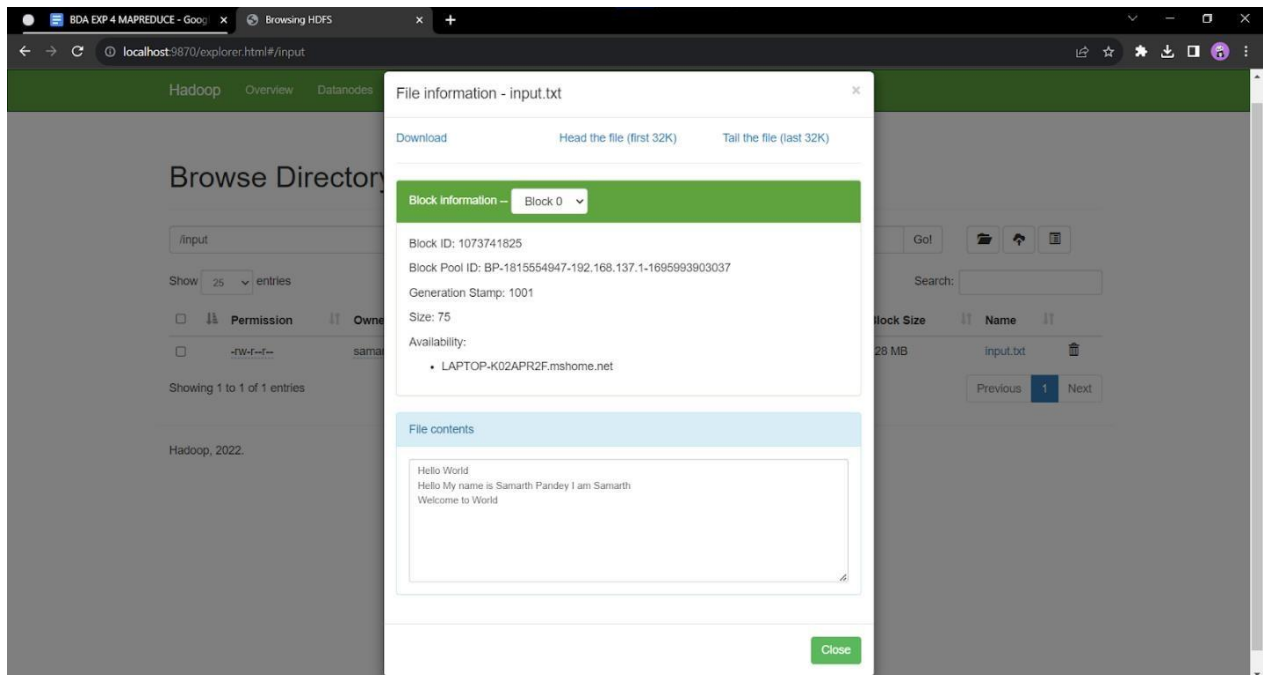 BDA EXP 4 MAPREDUCE - Goog
Browsing HDFS
localhost:9870/explorer.html#/input
Hadoop Overview Datanodes
File information - input.txt
Download Head the file (first 32K) Tail the file (last 32K)
Browse Directory
Block information -- Block 0
/input Go!
Block ID: 1073741825
Block Pool ID: BP-1815554947-192.168.137.1-1695993903037
Show 25 entries Search:
Generation Stamp: 1001
Size: 75
Permission Owne lock Size Name
Availability:
-rw-r--r-- samar 28 MB input.txt
LAPTOP-K02APR2F.mshome.net
Showing 1 to 1 of 1 entries Previous 1 Next
File contents
Hadoop, 2022.
Hello World
Hello My name is Samarth Pandey I am Samarth
Welcome to World
Close